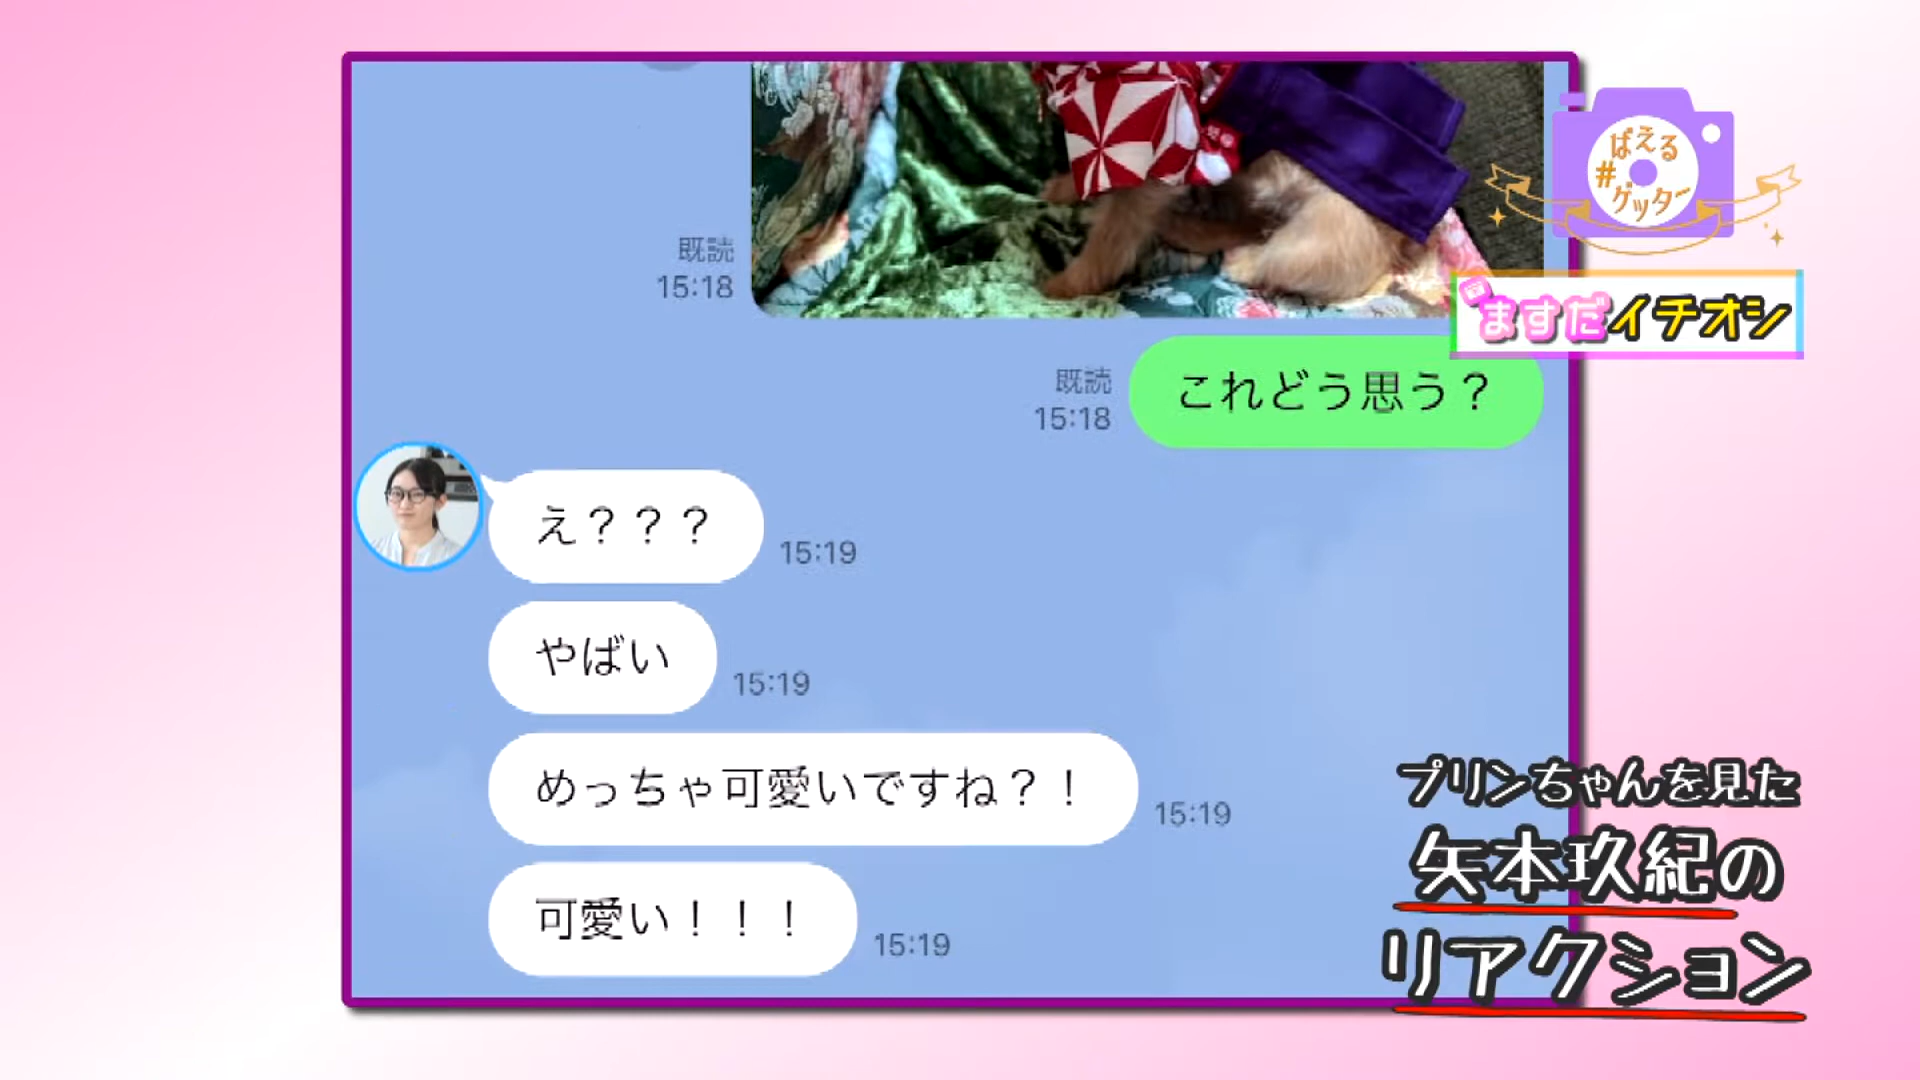 ばえる
#
ゲッター
ますだイチオシ
既読
15:18
これどう思う？
既読
15:18
え？？？
15:19
やばい
15:19
めっちゃ可愛いですね？！
15:19
可愛い！！！
15:19
プリンちゃんを見た
矢本玖紀の
リアクション